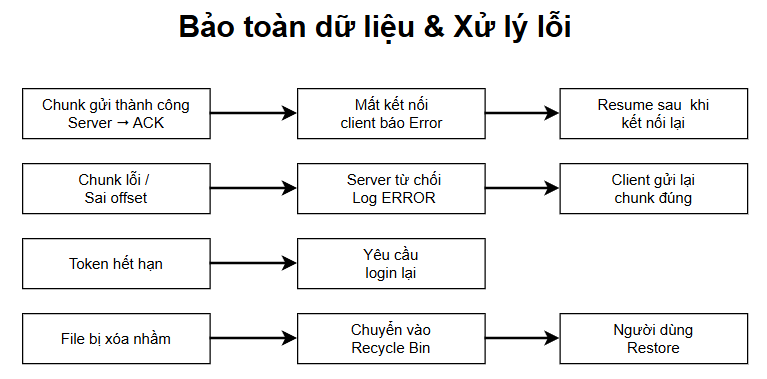 Bảo toàn dữ liệu & Xử lý lỗi
Chunk gửi thành công
Server → ACK
Mất kết nối
client báo Error
Resume sau khi
kết nối lại
Chunk lỗi /
Sai offset
Server từ chối
Log ERROR
Client gửi lại
chunk đúng
Token hết hạn
Yêu cầu
login lại
File bị xóa nhầm
Chuyển vào
Recycle Bin
Người dùng
Restore